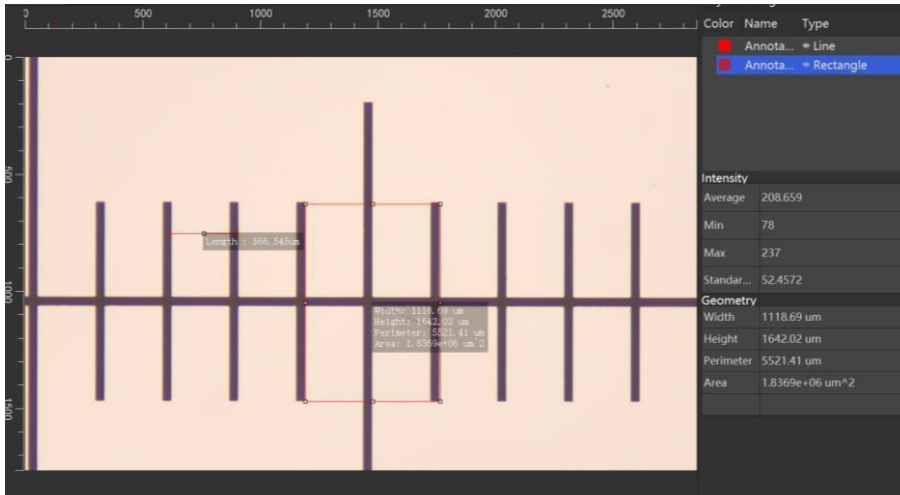 0 500 1000 1500 2000 2500
Color Name Type
Annota... Line
Annota... Rectangle
0
500
1000
1500
Length : 566.545um
Width: 1118.69 um
Height: 1642.02 um
Perimeter: 5521.41 um
Area: 1.8369e+06 um^2
Intensity
Average 208.659
Min 78
Max 237
Standar... 52.4572
Geometry
Width 1118.69 um
Height 1642.02 um
Perimeter 5521.41 um
Area 1.8369e+06 um^2